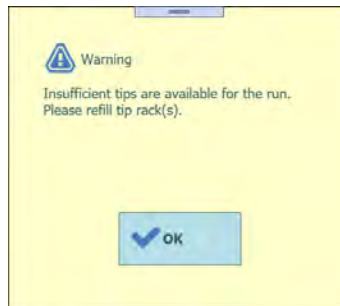 Warning
Insufficient tips are available for the run.
Please refill tip rack(s).
OK